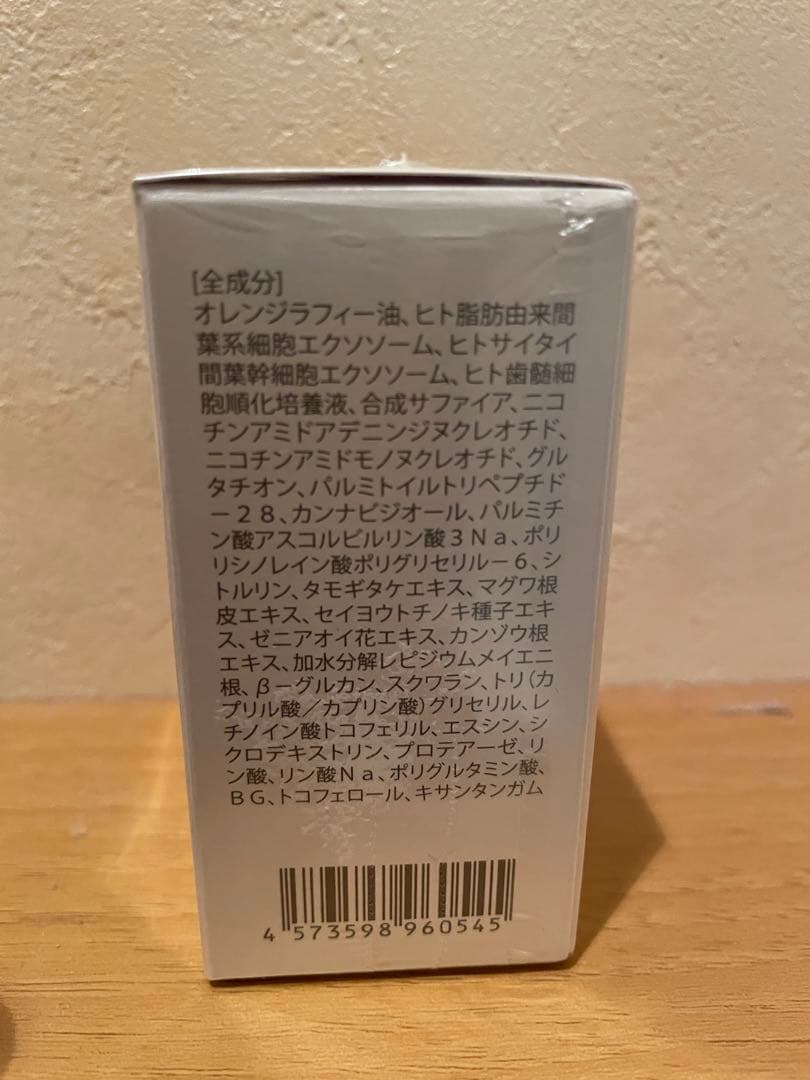 [全成分]
オレンジラフィー油、ヒト脂肪由来間
葉系細胞エクソソーム、ヒトサイタイ
間葉幹細胞エクソソーム、ヒト歯髄細
胞順化培養液、合成サファイア、ニコ
チンアミドアデニンジヌクレオチド、
ニコチンアミドモノヌクレオチド、グル
タチオン、パルミトイルトリペプチド
ー２８、カンナビジオール、パルミチ
ン酸アスコルビルリン酸３Ｎａ、ポリ
リシノレイン酸ポリグリセリルー６、シ
トルリン、タモギタケエキス、マグワ根
皮エキス、セイヨウトチノキ種子エキ
ス、ゼニアオイ花エキス、カンゾウ根
エキス、加水分解レピジウムメイエニ
根、βーグルカン、スクワラン、トリ（カ
プリル酸／カプリン酸）グリセリル、レ
チノイン酸トコフェリル、エスシン、シ
クロデキストリン、プロテアーゼ、リ
ン酸、リン酸Ｎａ、ポリグルタミン酸、
ＢＧ、トコフェロール、キサンタンガム
4 573598 960545